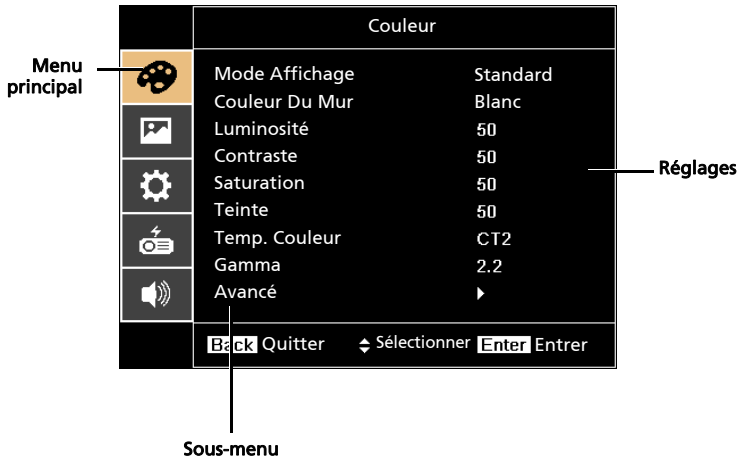 Couleur
Menu principal
Mode Affichage Standard
Couleur Du Mur Blanc
Luminosité 50
Contraste 50
Saturation 50
Réglages
Teinte 50
Temp. Couleur CT2
Gamma 2.2
Avancé
Back Quitter Sélectionner Enter Entrer
Sous-menu